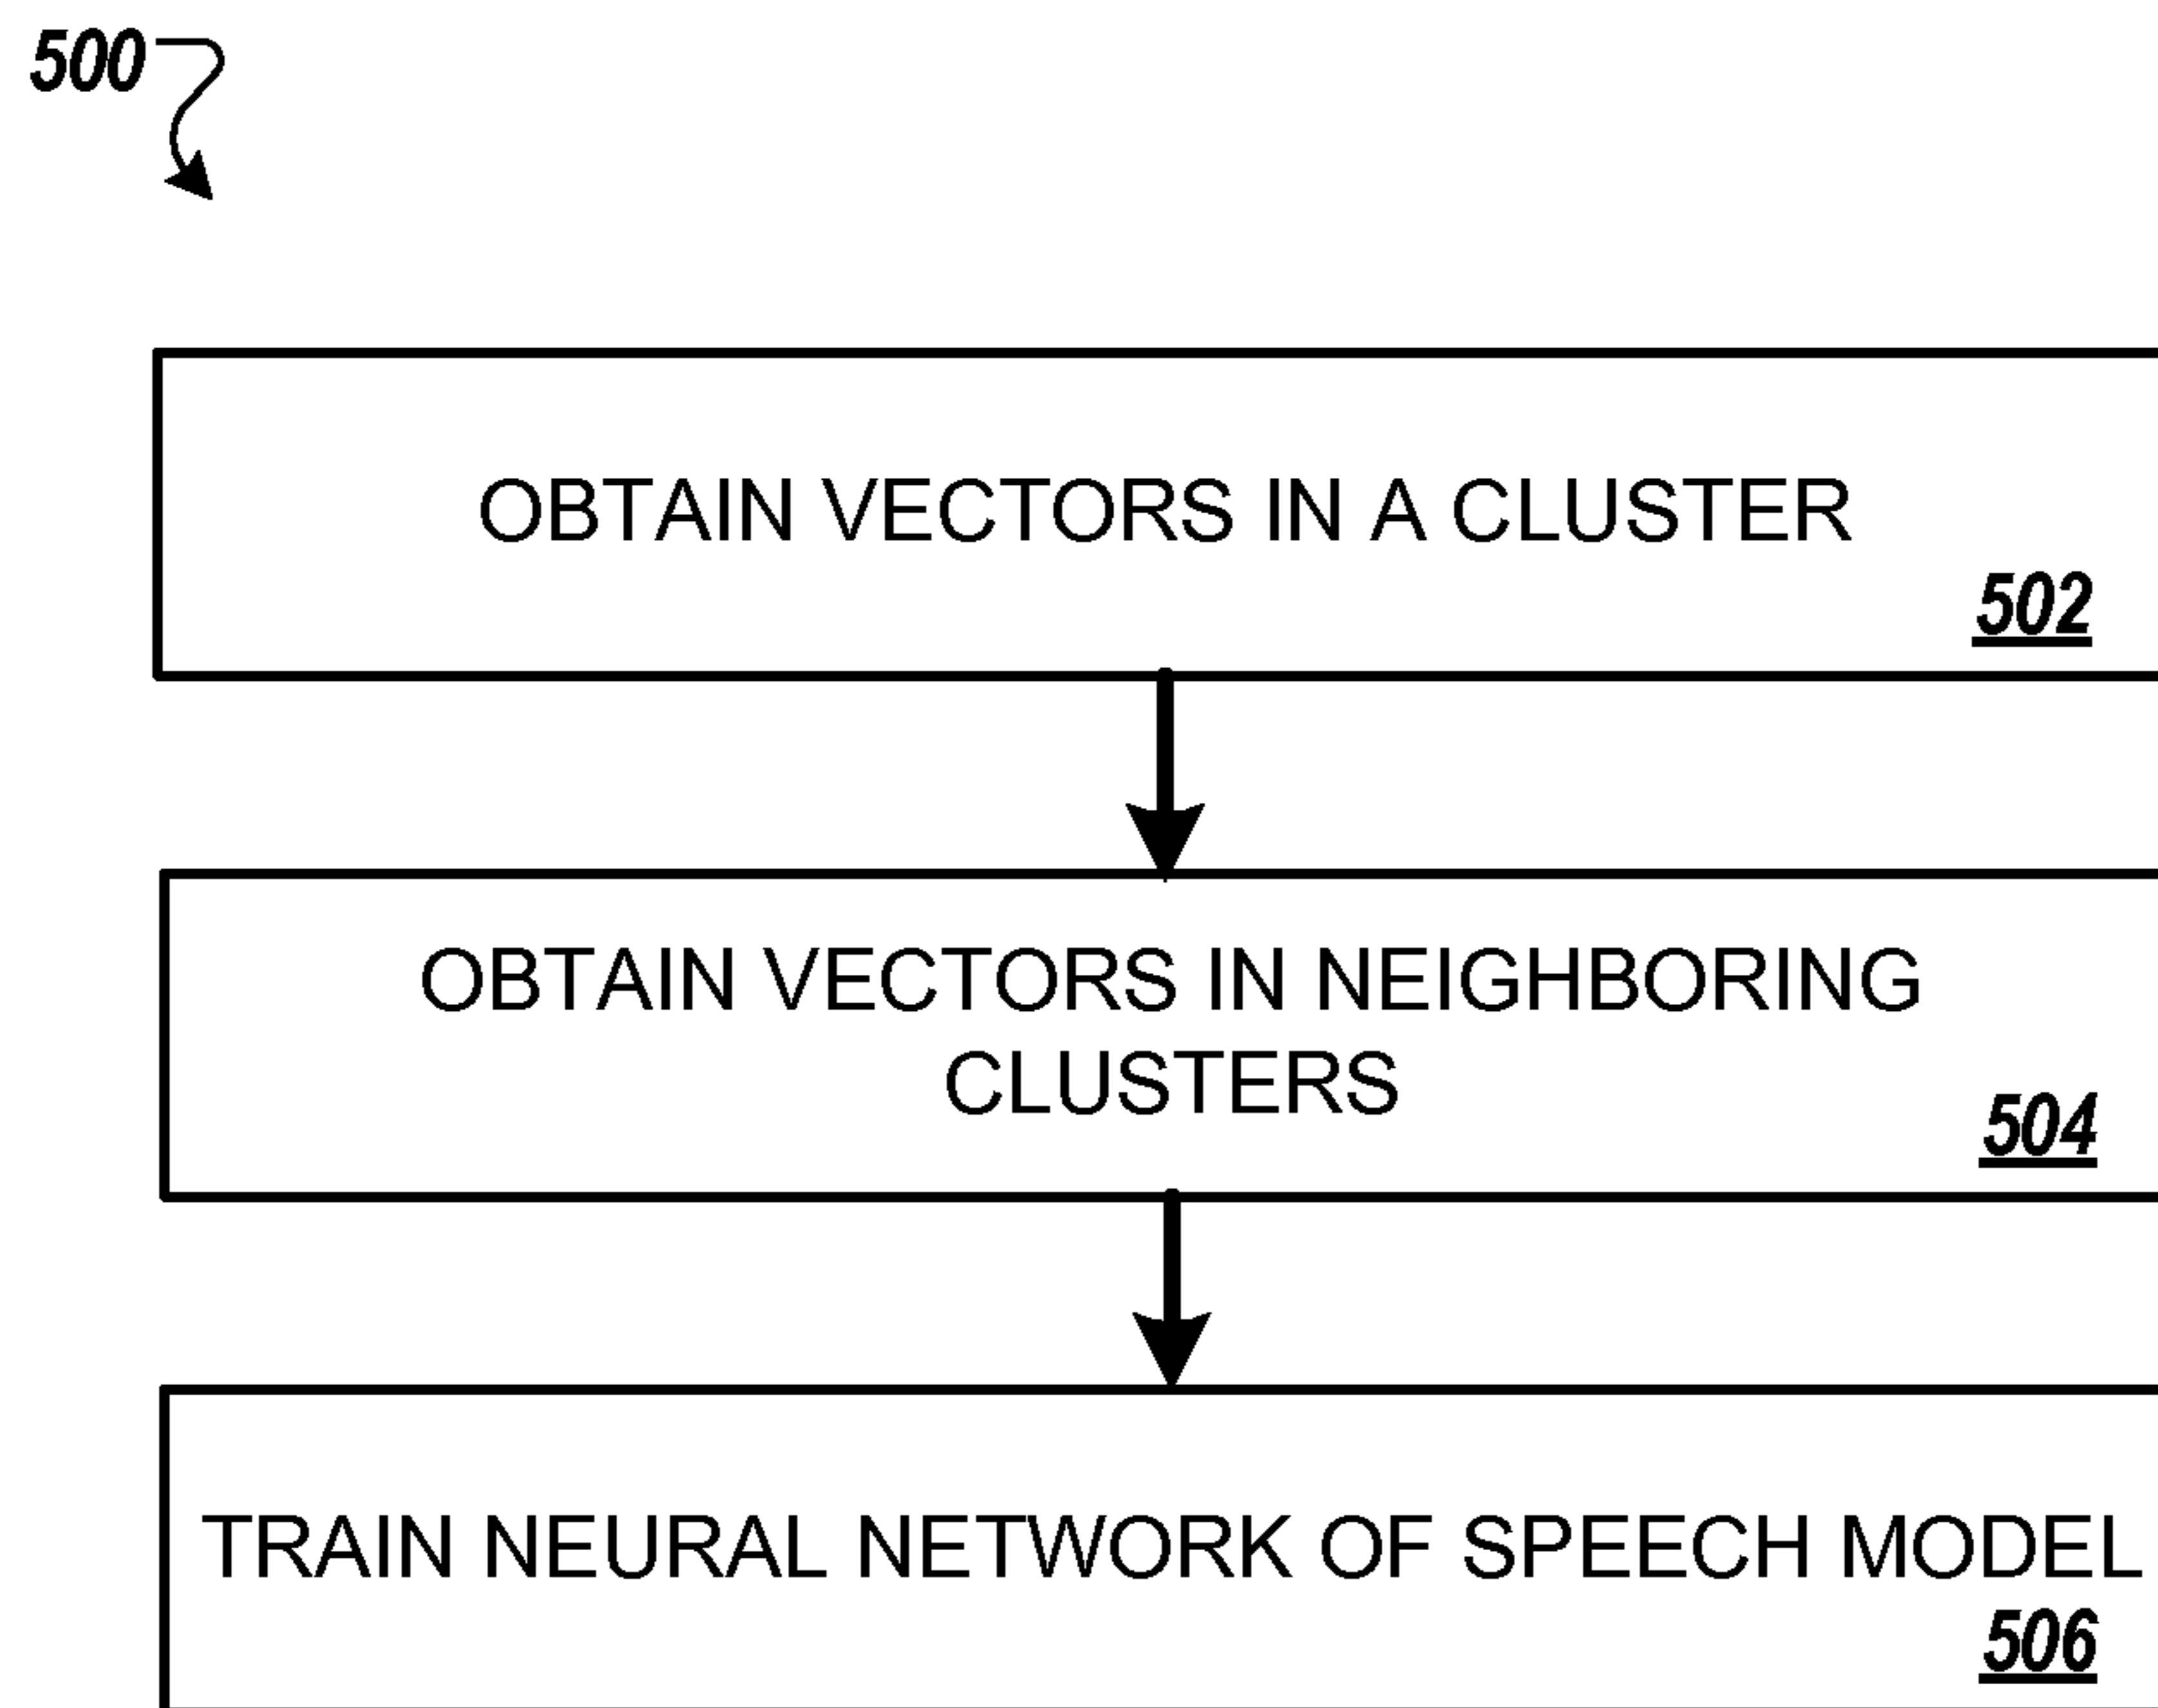 500
OBTAIN VECTORS IN A CLUSTER
502
OBTAIN VECTORS IN NEIGHBORING
CLUSTERS
504
TRAIN NEURAL NETWORK OF SPEECH MODEL
506